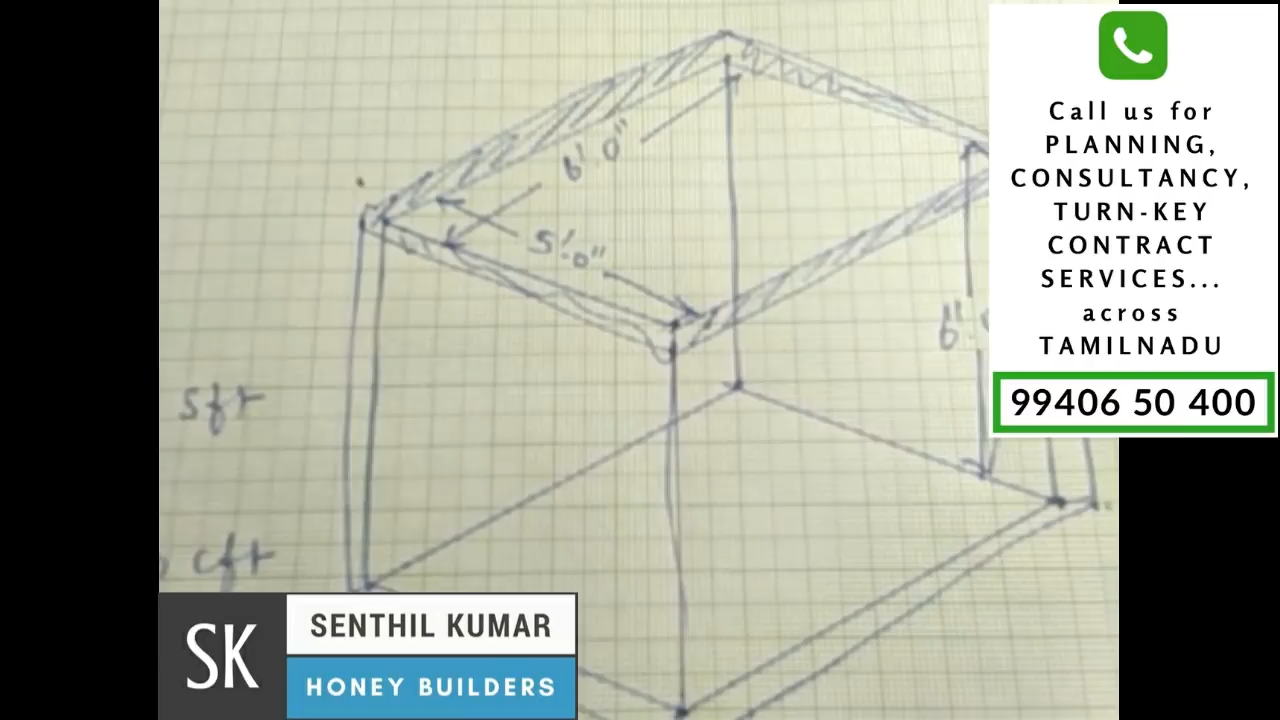 Call us for
PLANNING,
CONSULTANCY,
TURN-KEY
CONTRACT
SERVICES...
across
TAMILNADU
99406 50 400
6'.0"
5'.0"
sft
cft
SK
SENTHIL KUMAR
HONEY BUILDERS